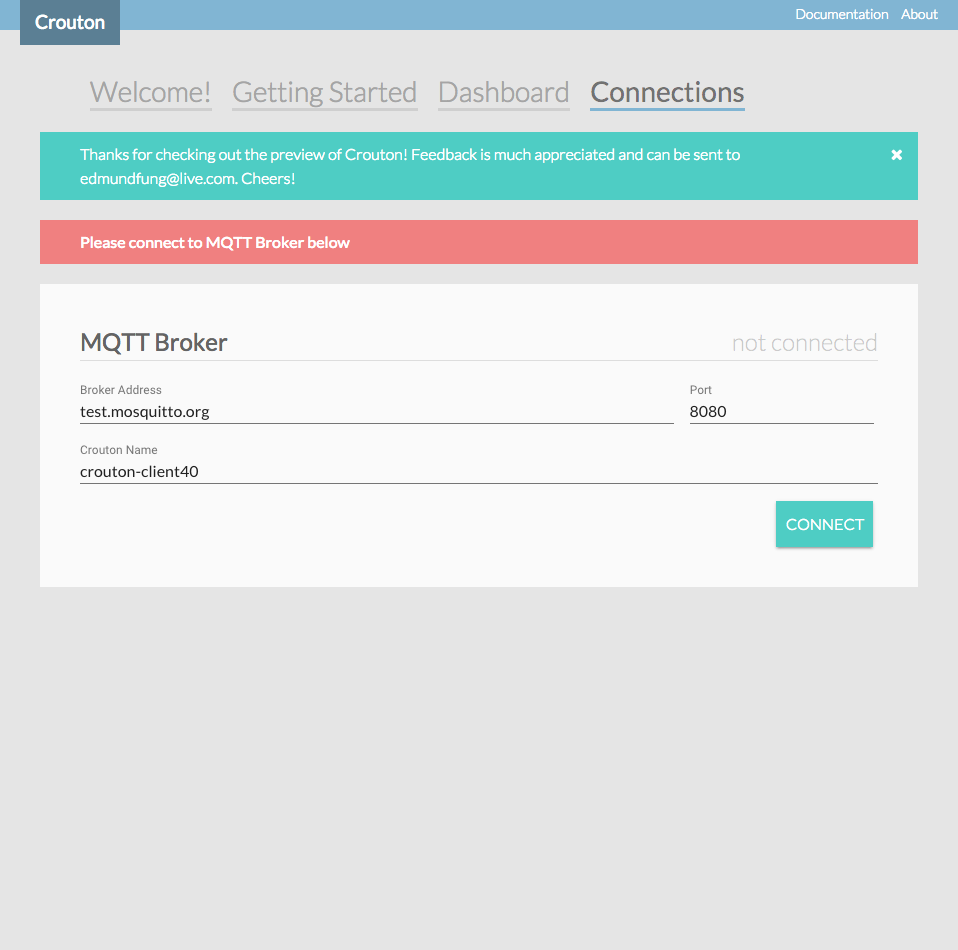 Crouton
Documentation About
Welcome! Getting Started Dashboard Connections
Thanks for checking out the preview of Crouton! Feedback is much appreciated and can be sent to
edmundfung@live.com. Cheers!
Please connect to MQTT Broker below
MQTT Broker not connected
Broker Address Port
test.mosquitto.org 8080
Crouton Name
crouton-client40
CONNECT